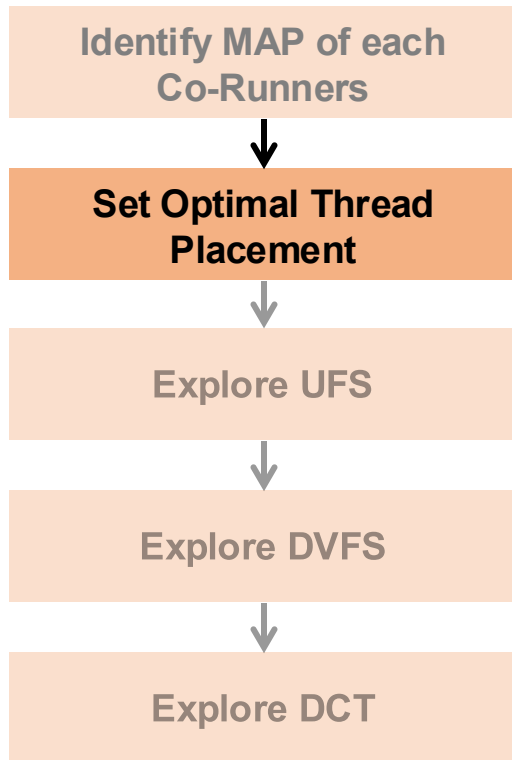 Identify MAP of each
Co-Runners
Set Optimal Thread
Placement
Explore UFS
Explore DVFS
Explore DCT